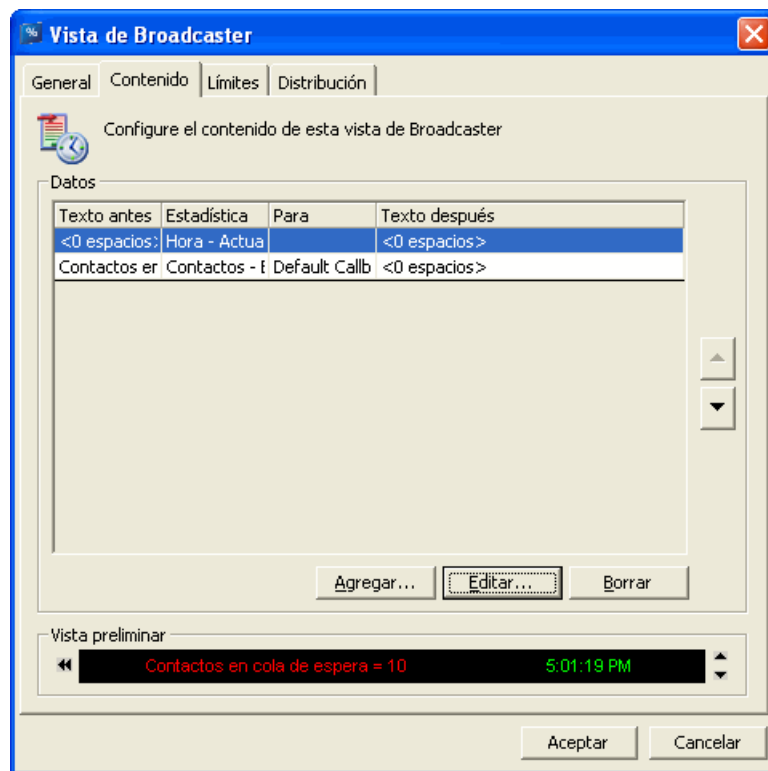 Vista de Broadcaster
General Contenido Límites Distribución
Configure el contenido de esta vista de Broadcaster
Datos
Texto antes Estadística Para Texto después
<0 espacios> Hora - Actua <0 espacios>
Contactos er Contactos - E Default Callb <0 espacios>
Agregar... Editar... Borrar
Vista preliminar
Contactos en cola de espera = 10 5:01:19 PM
Aceptar Cancelar